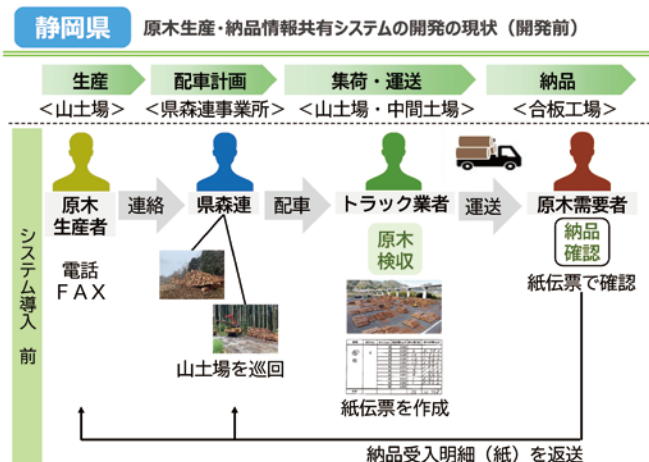 静岡県
原木生産・納品情報共有システムの開発の現状（開発前）
生産
配車計画
集荷・運送
納品
＜山土場＞
＜県森連事業所＞
＜山土場・中間土場＞
＜合板工場＞
システム導入 前
原木
生産者
連絡
県森連
配車
トラック業者
運送
原木需要者
電話
ＦＡＸ
原木
検収
納品
確認
紙伝票で確認
山土場を巡回
紙伝票を作成
納品受入明細（紙）を返送